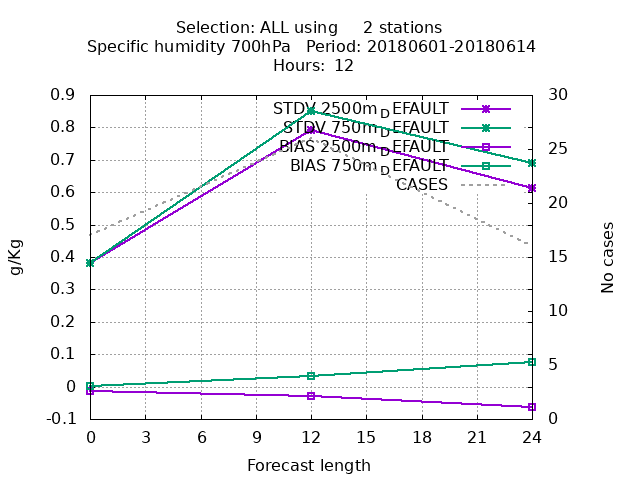 Selection: ALL using     2 stations
Specific humidity 700hPa   Period: 20180601-20180614
Hours: 12
STDV 2500m_DEFAULT
STDV 750m_DEFAULT
BIAS 2500m_DEFAULT
BIAS 750m_DEFAULT
CASES
0.9
0.8
0.7
0.6
0.5
0.4
0.3
0.2
0.1
0
-0.1
g/Kg
30
25
20
15
10
5
0
No cases
0 3 6 9 12 15 18 21 24
Forecast length